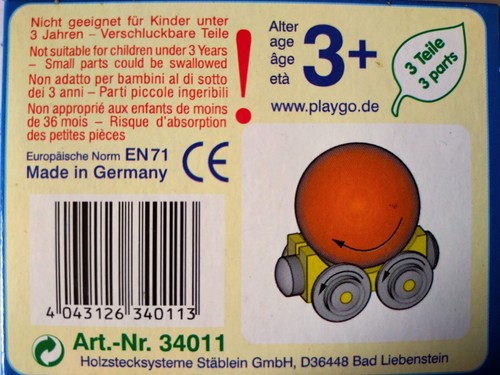 Nicht geeignet für Kinder unter
3 Jahren – Verschluckbare Teile
Not suitable for children under 3 Years
– Small parts could be swallowed
Non adatto per bambini al di sotto
dei 3 anni – Parti piccole ingeribili
Non approprié aux enfants de moins
de 36 mois – Risque d'absorption
des petites pièces
!
Europäische Norm EN71
Made in Germany
CE
Alter
age
âge
età
3+
3 Teile
3 parts
www.playgo.de
4 043126 340113
Art.-Nr. 34011
Holzstecksysteme Stäblein GmbH, D36448 Bad Liebenstein